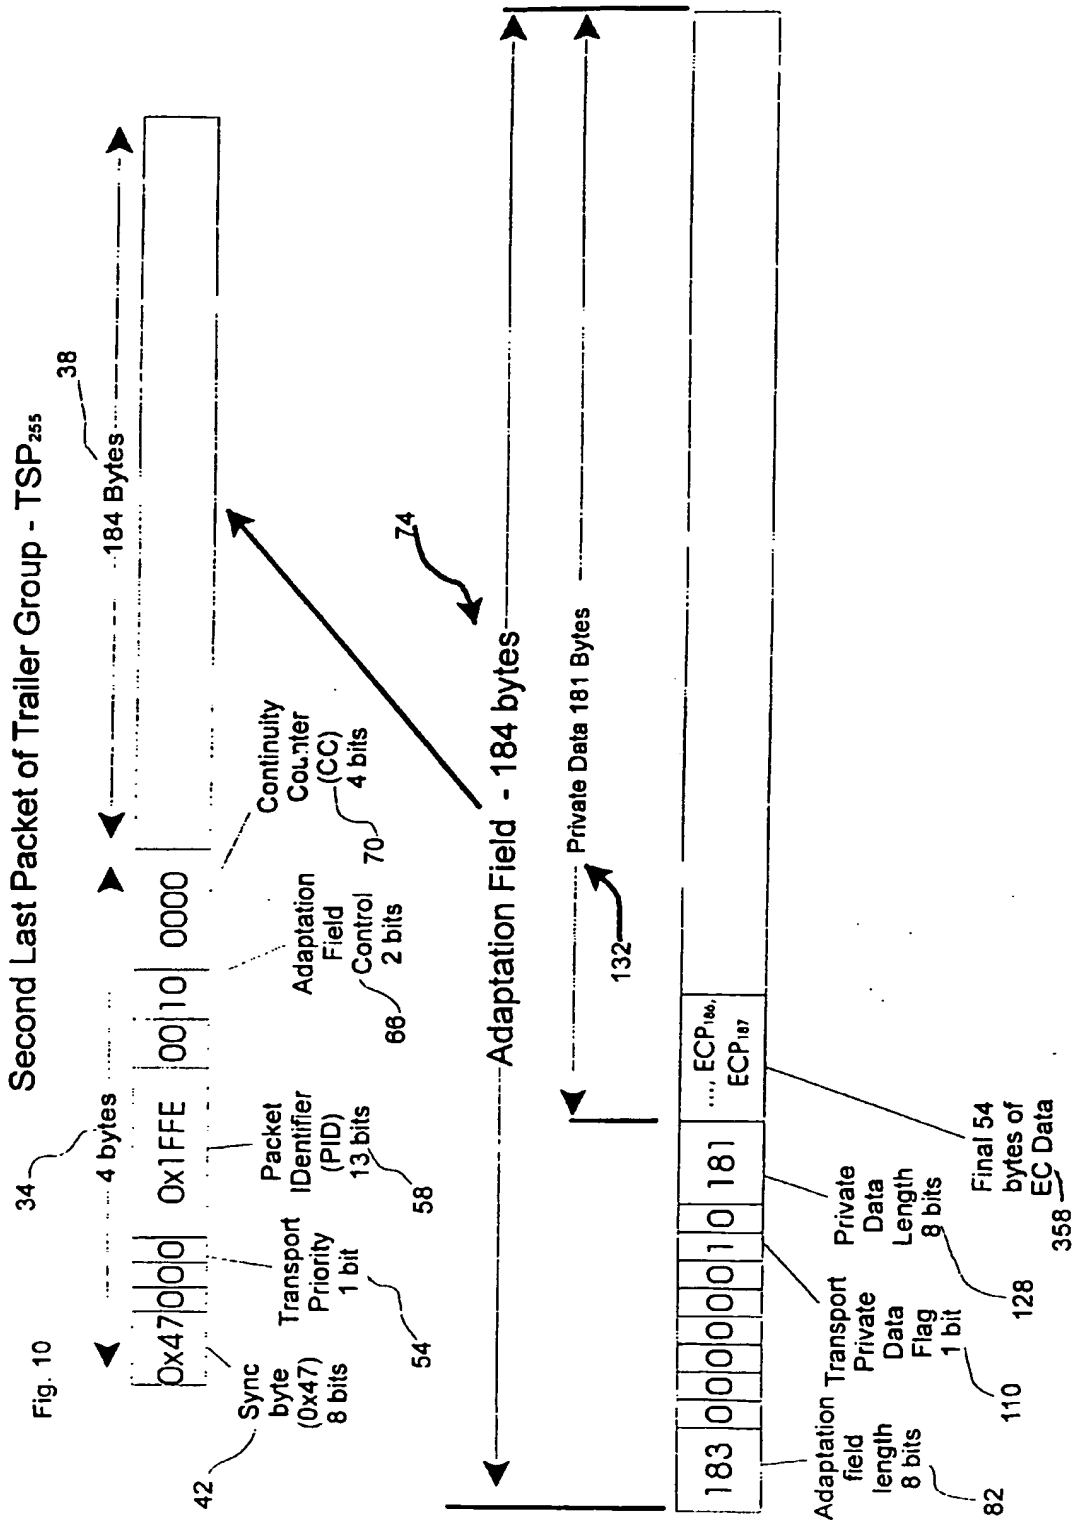 Fig. 10
Second Last Packet of Trailer Group - TSP255
34
4 bytes
184 Bytes
38
0x47 0 0 0 0x1FFE 00 10 0000
42
Sync
byte
(0x47)
8 bits
Transport
Priority
1 bit
54
Packet
IDentifier
(PID)
13 bits
58
Adaptation
Field
Control
2 bits
66
Continuity
Counter
(CC)
4 bits
70
Adaptation Field - 184 bytes
74
Private Data 181 Bytes
132
183 0 0 0 0 0 0 1 0 181 ..., ECP186,
ECP187
Adaptation
field
length
8 bits
82
Transport
Private
Data
Flag
1 bit
110
Private
Data
Length
8 bits
128
Final 54
bytes of
EC Data
358